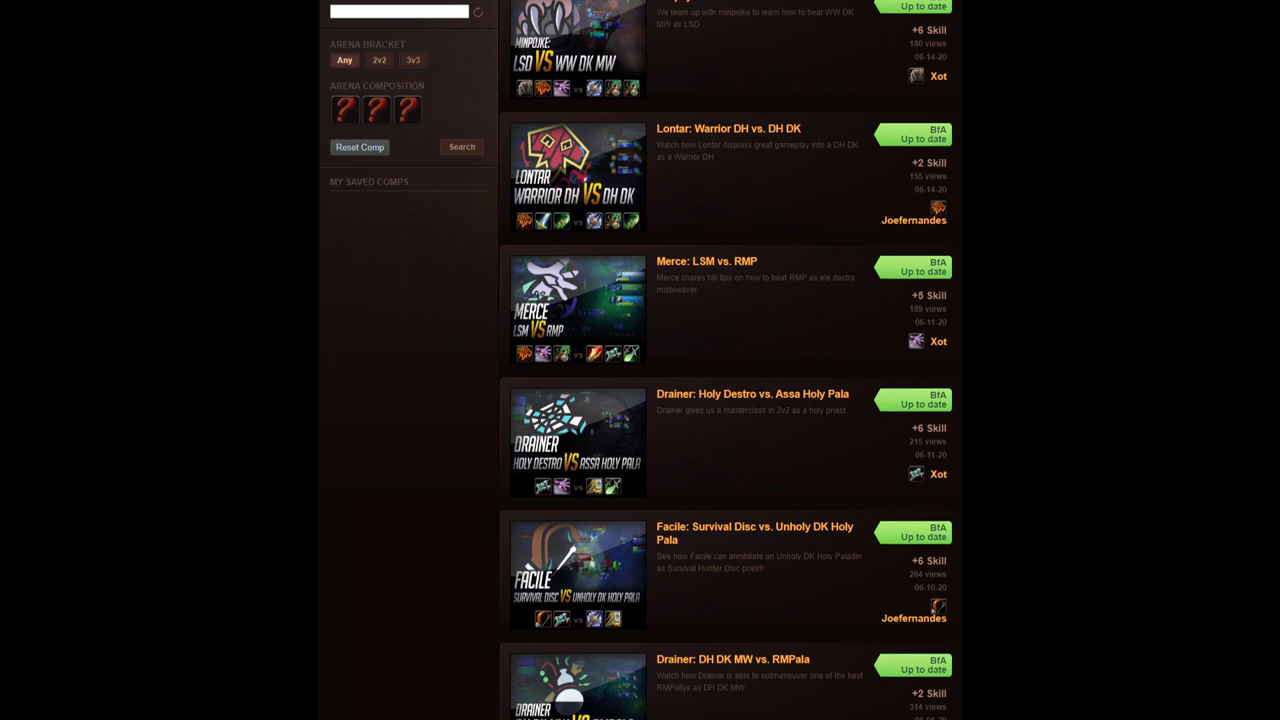 ARENA BRACKET
Any
2v2
3v3
ARENA COMPOSITION
Reset Comp
Search
MY SAVED COMPS
We team up with minpojke to learn how to beat WW DK
MW as LSD
MINPOJKE:
LSD VS WW DK MW
vs
Up to date
+6 Skill
180 views
06-14-20
Xot
LONTAR
WARRIOR DH VS DH DK
vs
Lontar: Warrior DH vs. DH DK
Watch how Lontar displays great gameplay into a DH DK
as a Warrior DH
BfA
Up to date
+2 Skill
155 views
06-14-20
Joefernandes
MERCE
LSM VS RMP
vs
Merce: LSM vs. RMP
Merce shares his tips on how to beat RMP as ele destro
mistweaver.
BfA
Up to date
+5 Skill
189 views
06-11-20
Xot
DRAINER
HOLY DESTRO VS ASSA HOLY PALA
vs
Drainer: Holy Destro vs. Assa Holy Pala
Drainer gives us a masterclass in 2v2 as a holy priest.
BfA
Up to date
+6 Skill
215 views
06-11-20
Xot
FACILE
SURVIVAL DISC VS UNHOLY DK HOLY PALA
vs
Facile: Survival Disc vs. Unholy DK Holy
Pala
See how Facile can annihilate an Unholy DK Holy Paladin
as Survival Hunter Disc priest!
BfA
Up to date
+6 Skill
264 views
06-10-20
Joefernandes
DRAINER
Drainer: DH DK MW vs. RMPala
Watch how Drainer is able to outmaneuver one of the best
RMPallys as DH DK MW
BfA
Up to date
+2 Skill
314 views